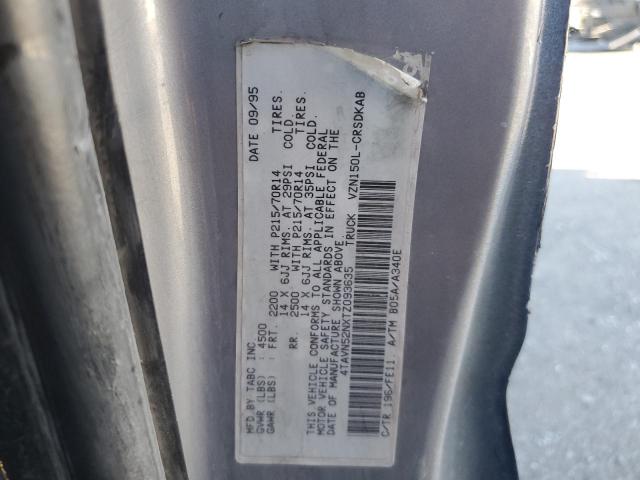 MFD BY TABC INC DATE 09/95
GVWR (LBS): 4500
GAWR (LBS): FRT. 2200 WITH P215/70R14 TIRES.
14 X 6JJ RIMS. AT 29PSI COLD.
RR. 2500 WITH P215/70R14 TIRES.
14 X 6JJ RIMS. AT 35PSI COLD.
THIS VEHICLE CONFORMS TO ALL APPLICABLE FEDERAL
MOTOR VEHICLE SAFETY STANDARDS IN EFFECT ON THE
DATE OF MANUFACTURE SHOWN ABOVE.
4TAVN52NXTZ093635 TRUCK VZN150L-CRSDKAB
C/TR 196/FE11. A/TM B05A/A340E